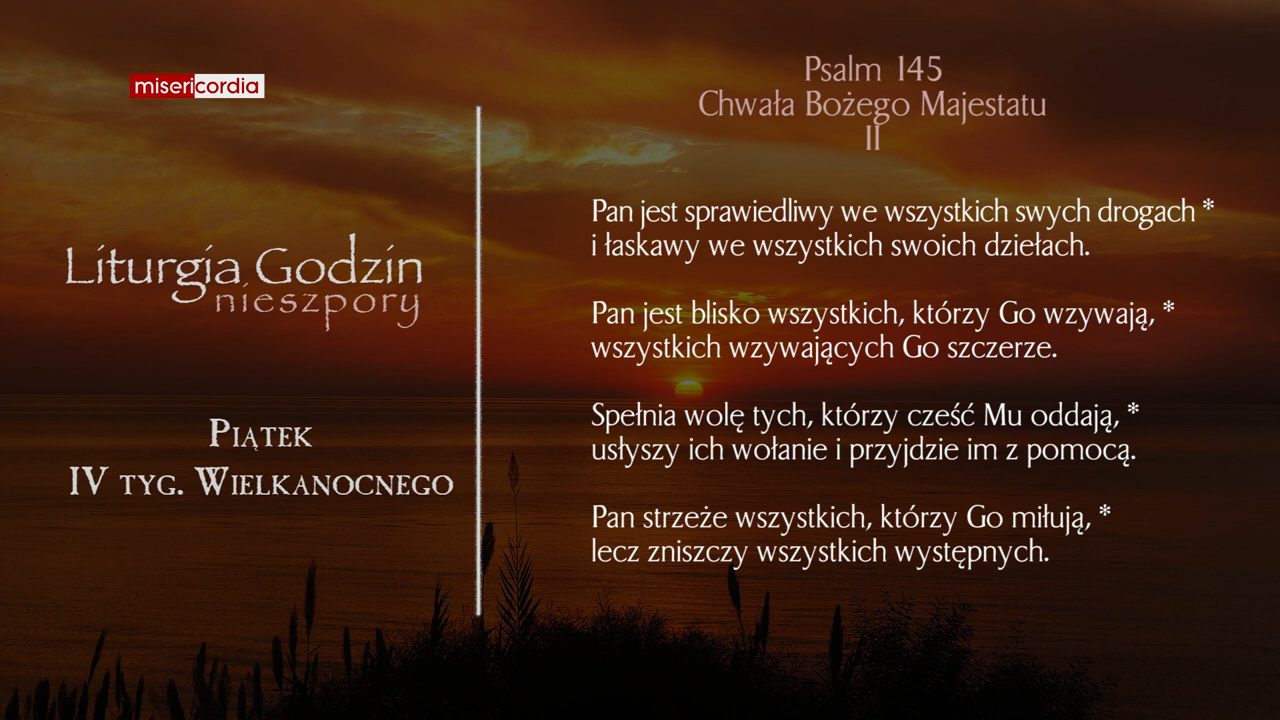 misericordia
Liturgia Godzin
nieszpory
Piątek
IV tyg. Wielkanocnego
Psalm 145
Chwała Bożego Majestatu
II
Pan jest sprawiedliwy we wszystkich swych drogach *
i łaskawy we wszystkich swoich dziełach.
Pan jest blisko wszystkich, którzy Go wzywają, *
wszystkich wzywających Go szczerze.
Spełnia wolę tych, którzy cześć Mu oddają, *
usłyszy ich wołanie i przyjdzie im z pomocą.
Pan strzeże wszystkich, którzy Go miłują, *
lecz zniszczy wszystkich występnych.